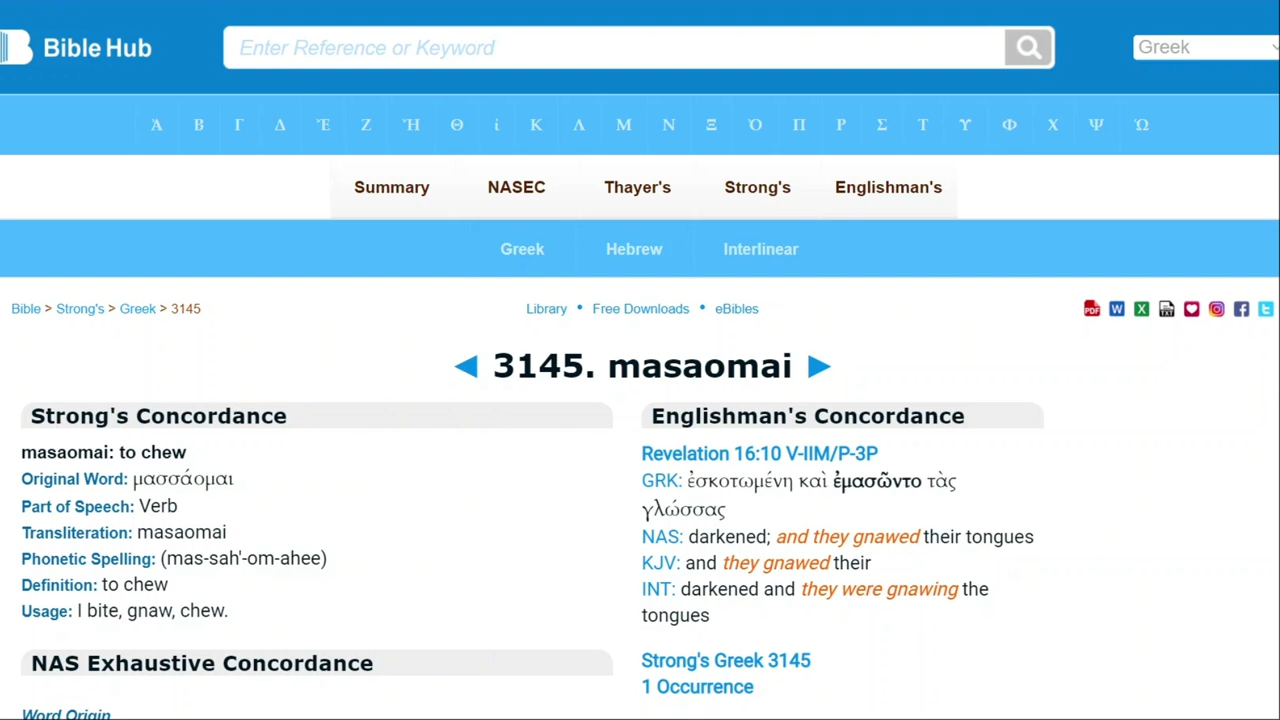 Bible Hub
Enter Reference or Keyword
Greek
Ἀ Β Γ Δ Ἐ Ζ Ἡ Θ ἰ Κ Λ Μ Ν Ξ Ὀ Π Ρ Σ Τ Υ Φ Χ Ψ Ὠ
Summary NASEC Thayer's Strong's Englishman's
Greek Hebrew Interlinear
Bible > Strong's > Greek > 3145
Library • Free Downloads • eBibles
PDF W X TXT
◄ 3145. masaomai ►
Strong's Concordance
masaomai: to chew
Original Word: μασσάομαι
Part of Speech: Verb
Transliteration: masaomai
Phonetic Spelling: (mas-sah'-om-ahee)
Definition: to chew
Usage: I bite, gnaw, chew.
NAS Exhaustive Concordance
Word Origin
Englishman's Concordance
Revelation 16:10 V-IIM/P-3P
GRK: ἐσκοτωμένη καὶ ἐμασῶντο τὰς
γλώσσας
NAS: darkened; and they gnawed their tongues
KJV: and they gnawed their
INT: darkened and they were gnawing the
tongues
Strong's Greek 3145
1 Occurrence